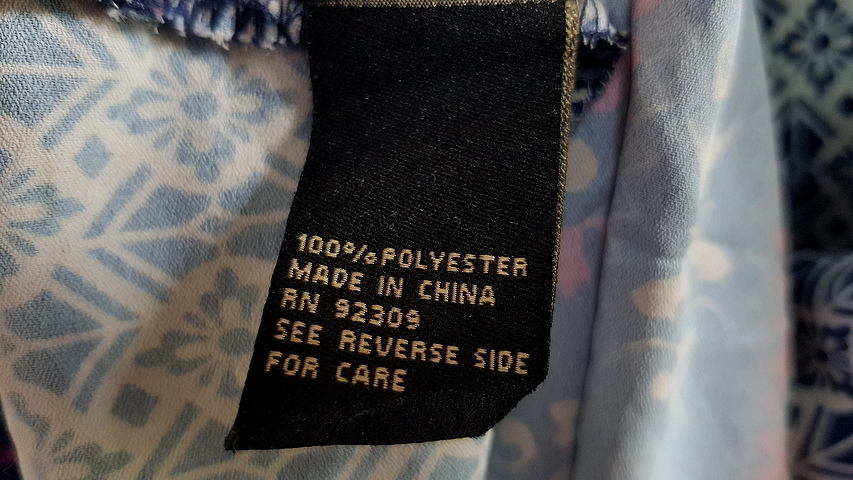 100% POLYESTER
MADE IN CHINA
RN 92309
SEE REVERSE SIDE
FOR CARE